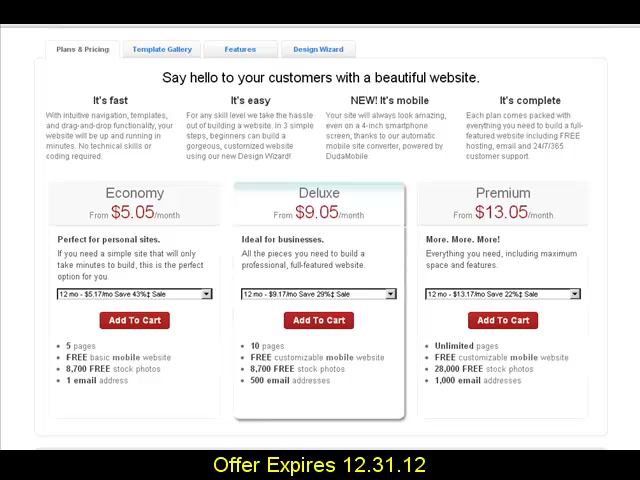 Plans & Pricing
Template Gallery
Features
Design Wizard
Say hello to your customers with a beautiful website.
It's fast
With intuitive navigation, templates,
and drag-and-drop functionality, your
website will be up and running in
minutes. No technical skills or
coding required.
It's easy
For any skill level we take the hassle
out of building a website. In 3 simple
steps, beginners can build a
gorgeous, customized website
using our new Design Wizard!
NEW! It's mobile
Your site will always look amazing,
even on a 4-inch smartphone
screen, thanks to our automatic
mobile site converter, powered by
DudaMobile.
It's complete
Each plan comes packed with
everything you need to build a full-
featured website including FREE
hosting, email and 24/7/365
customer support.
Economy
From $5.05/month
Perfect for personal sites.
If you need a simple site that will only
take minutes to build, this is the perfect
option for you.
12 mo - $5.17/mo Save 43%‡ Sale
Add To Cart
5 pages
FREE basic mobile website
8,700 FREE stock photos
1 email address
Deluxe
From $9.05/month
Ideal for businesses.
All the pieces you need to build a
professional, full-featured website.
12 mo - $9.17/mo Save 29%‡ Sale
Add To Cart
10 pages
FREE customizable mobile website
8,700 FREE stock photos
500 email addresses
Premium
From $13.05/month
More. More. More!
Everything you need, including maximum
space and features.
12 mo - $13.17/mo Save 22%‡ Sale
Add To Cart
Unlimited pages
FREE customizable mobile website
28,000 FREE stock photos
1,000 email addresses
Offer Expires 12.31.12